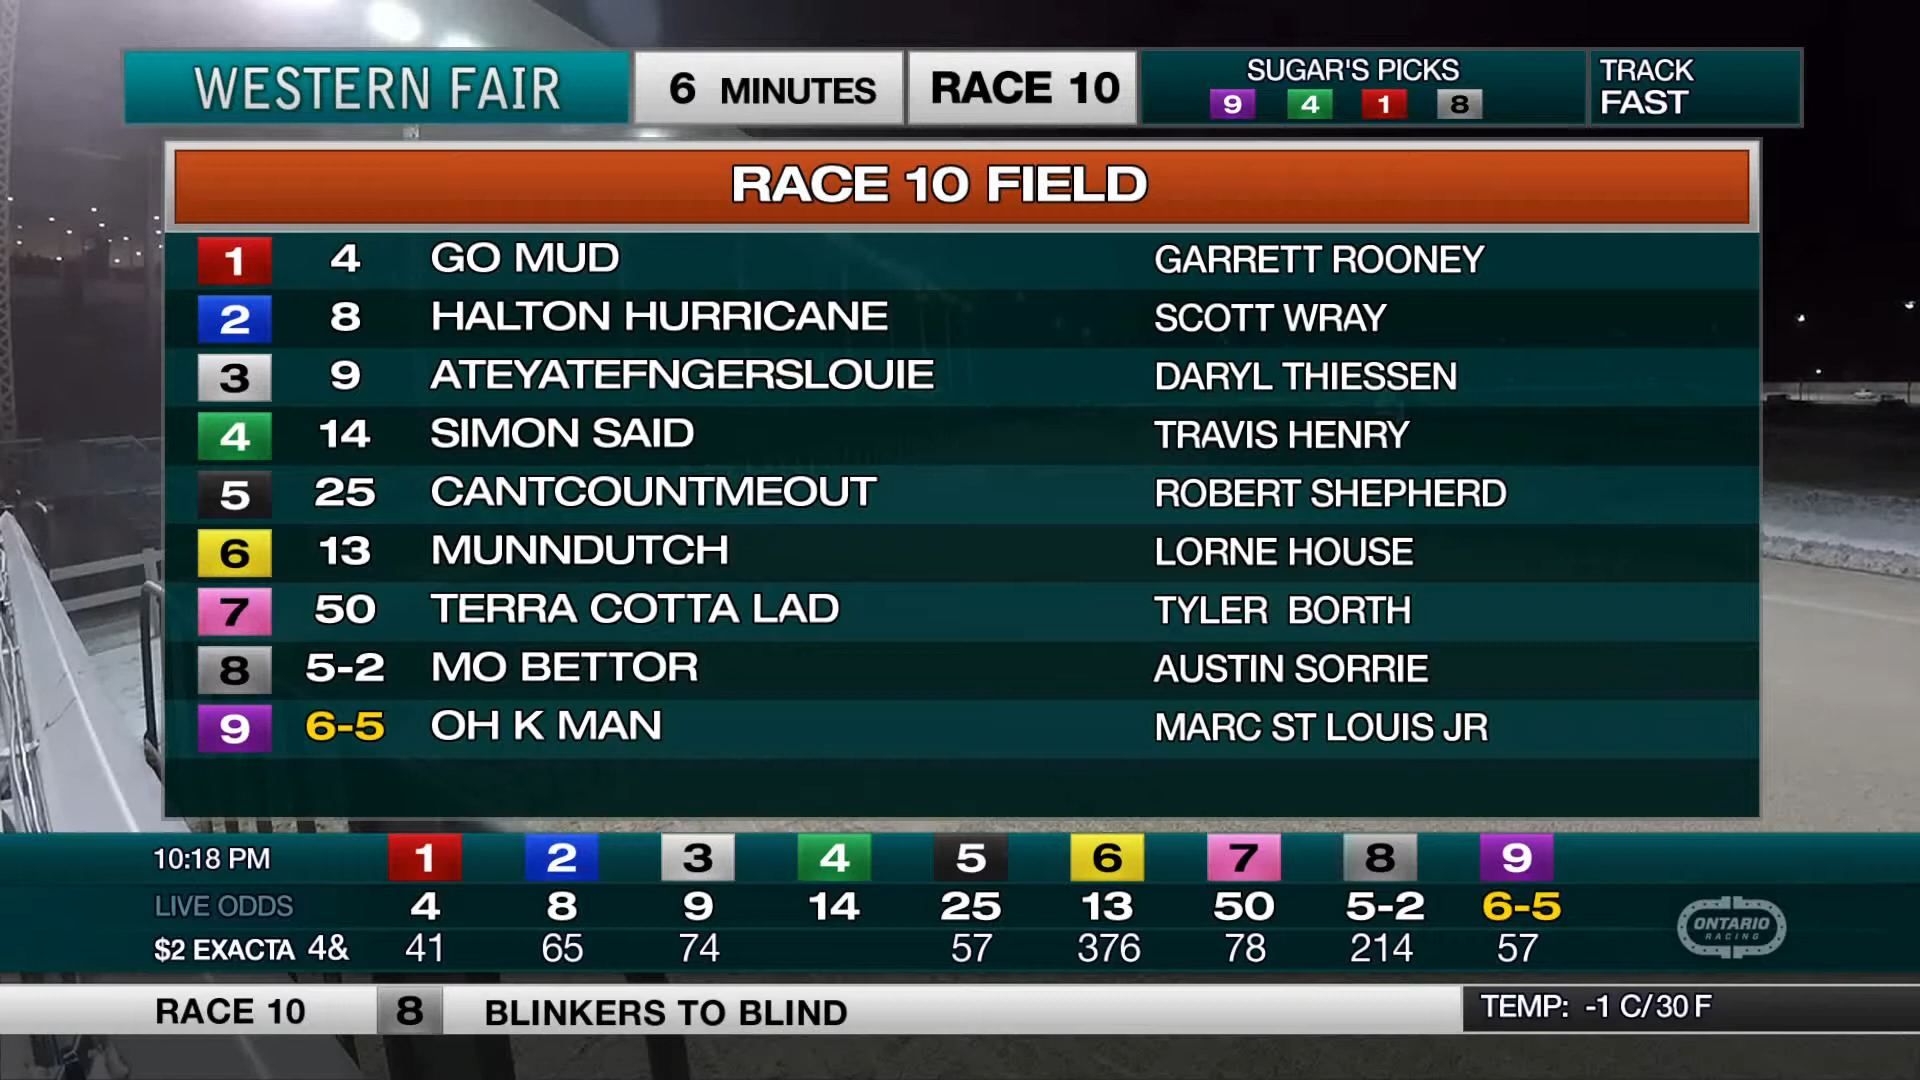 WESTERN FAIR 6 MINUTES RACE 10 SUGAR'S PICKS TRACK
9 4 1 8 FAST
RACE 10 FIELD
1 4 GO MUD GARRETT ROONEY
2 8 HALTON HURRICANE SCOTT WRAY
3 9 ATEYATEFNGERSLOUIE DARYL THIESSEN
4 14 SIMON SAID TRAVIS HENRY
5 25 CANTCOUNTMEOUT ROBERT SHEPHERD
6 13 MUNNDUTCH LORNE HOUSE
7 50 TERRA COTTA LAD TYLER BORTH
8 5-2 MO BETTOR AUSTIN SORRIE
9 6-5 OH K MAN MARC ST LOUIS JR
10:18 PM 1 2 3 4 5 6 7 8 9
LIVE ODDS 4 8 9 14 25 13 50 5-2 6-5
$2 EXACTA 4& 41 65 74 57 376 78 214 57
ONTARIO
RACING
RACE 10 8 BLINKERS TO BLIND TEMP: -1 C/30 F